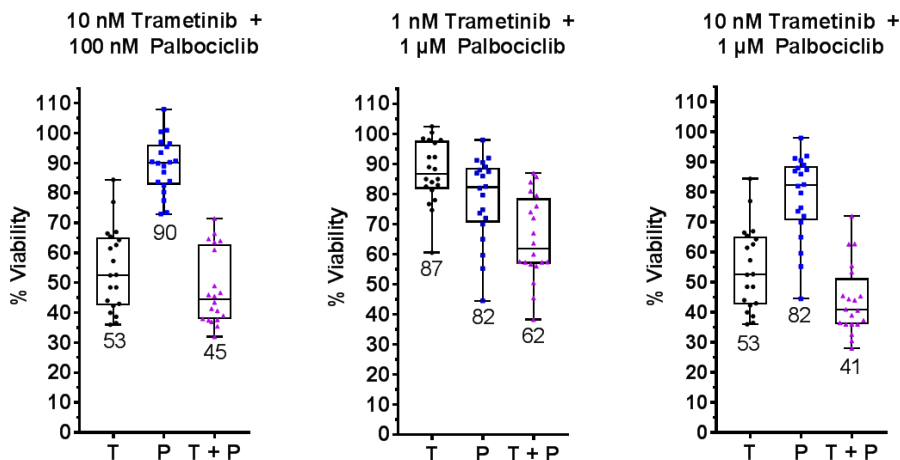 10 nM Trametinib +
100 nM Palbociclib
% Viability
110
100
90
80
70
60
50
40
30
20
10
0
53
90
45
T
P
T + P
1 nM Trametinib +
1 µM Palbociclib
% Viability
110
100
90
80
70
60
50
40
30
20
10
0
87
82
62
T
P
T + P
10 nM Trametinib +
1 µM Palbociclib
% Viability
110
100
90
80
70
60
50
40
30
20
10
0
53
82
41
T
P
T + P